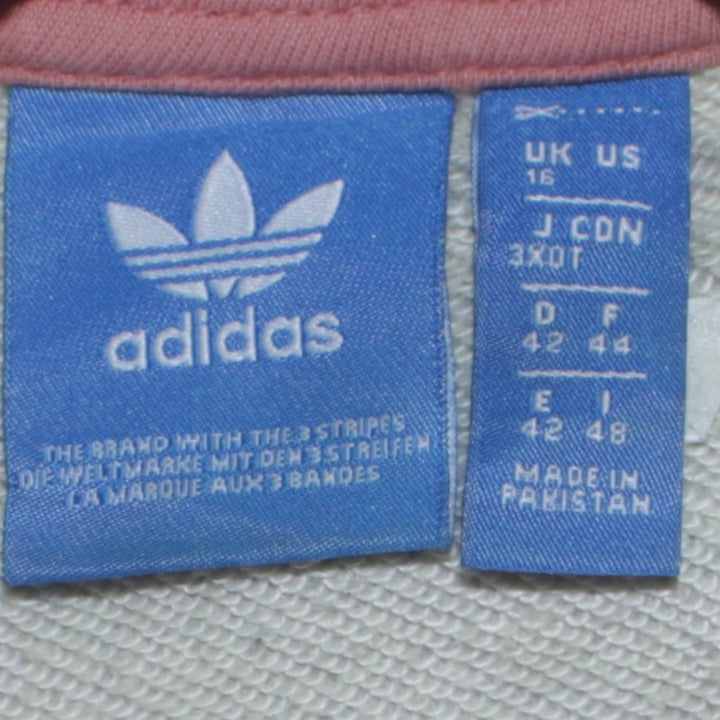 adidas
THE BRAND WITH THE 3 STRIPES
DIE WELTMARKE MIT DEN 3 STREIFEN
LA MARQUE AUX 3 BANDES
UK US
16
J CDN
3XOT
D F
42 44
E I
42 48
MADE IN
PAKISTAN